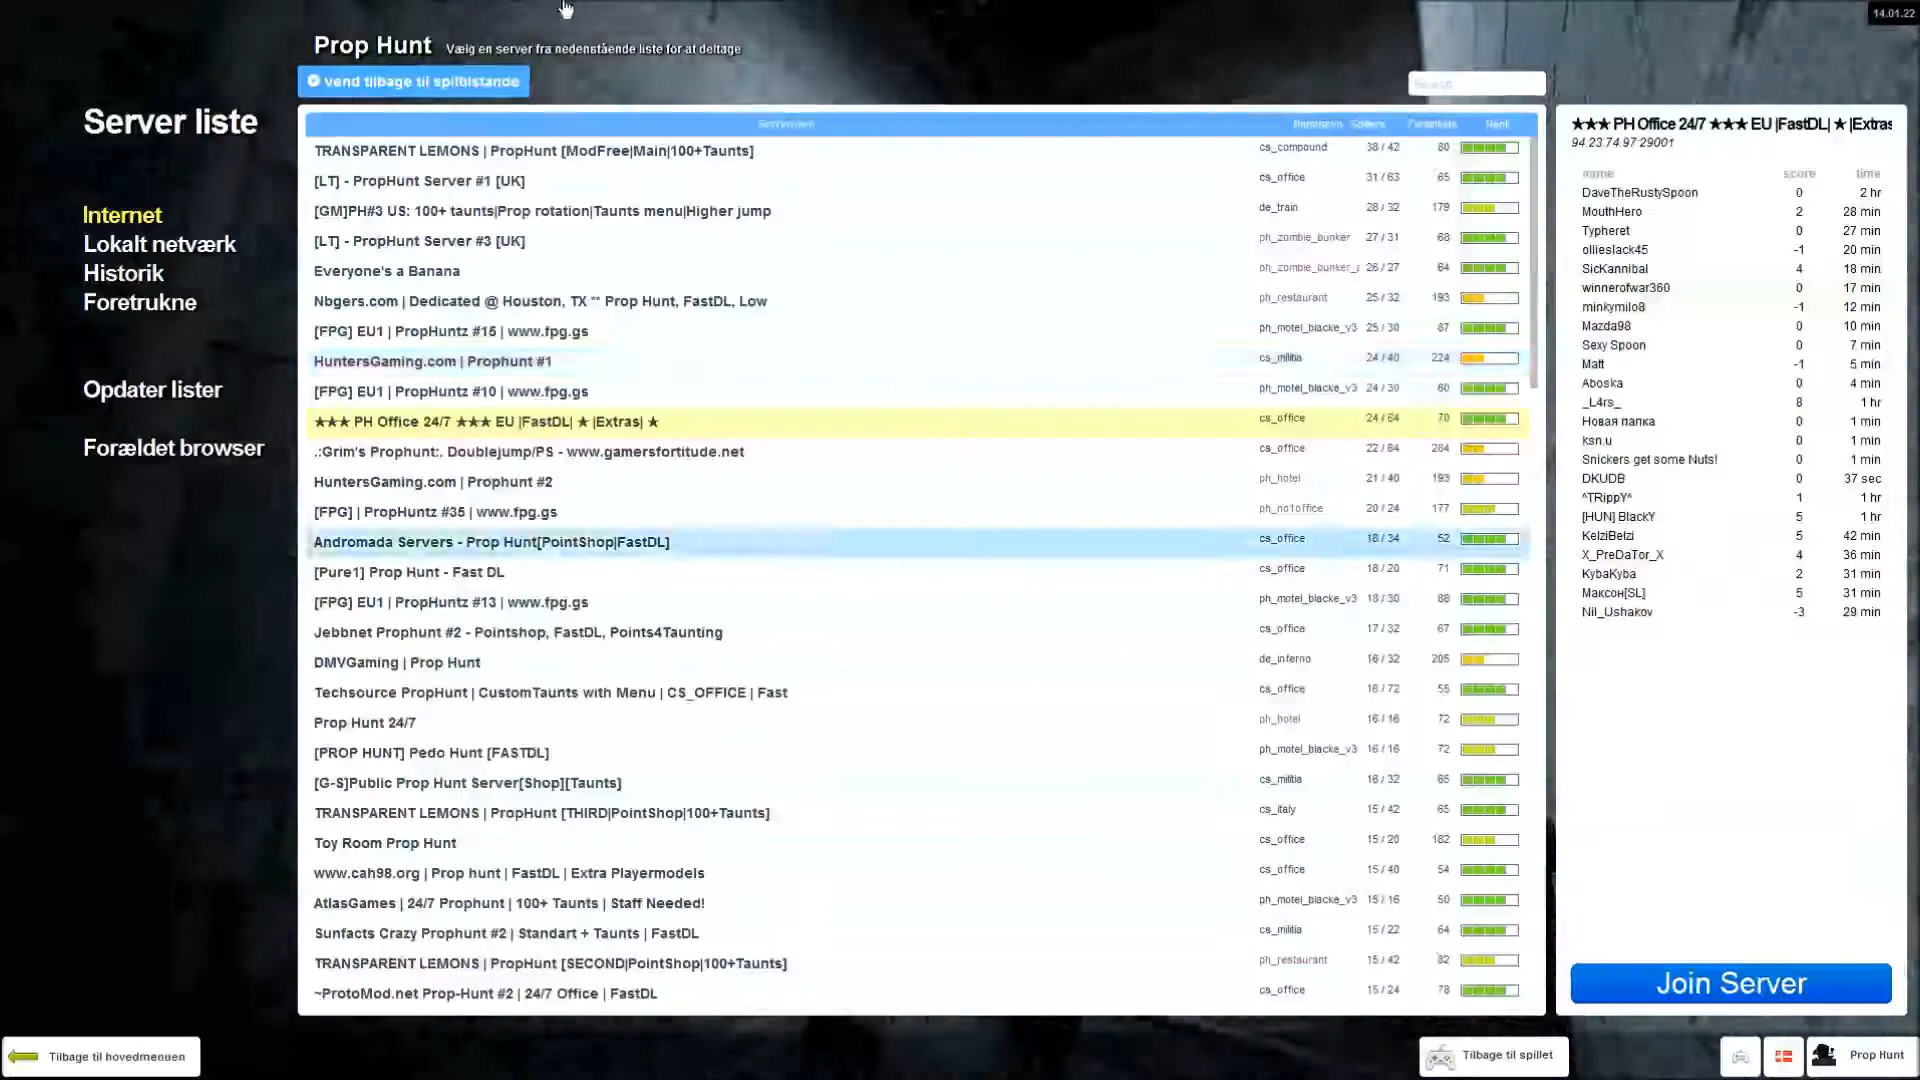 14.01.22
Prop Hunt Vælg en server fra nedenstående liste for at deltage
vend tilbage til spiltilstande
Search
Server liste
Internet
Lokalt netværk
Historik
Foretrukne
Opdater lister
Forældet browser
Servernavn Banenavn Spillere Forsinkels Rank
TRANSPARENT LEMONS | PropHunt [ModFree|Main|100+Taunts] cs_compound 38 / 42 80
[LT] - PropHunt Server #1 [UK] cs_office 31 / 63 65
[GM]PH#3 US: 100+ taunts|Prop rotation|Taunts menu|Higher jump de_train 28 / 32 179
[LT] - PropHunt Server #3 [UK] ph_zombie_bunker 27 / 31 68
Everyone's a Banana ph_zombie_bunker_a 26 / 27 64
Nbgers.com | Dedicated @ Houston, TX ** Prop Hunt, FastDL, Low ph_restaurant 25 / 32 193
[FPG] EU1 | PropHuntz #15 | www.fpg.gs ph_motel_blacke_v3 25 / 30 87
HuntersGaming.com | Prophunt #1 cs_militia 24 / 40 224
[FPG] EU1 | PropHuntz #10 | www.fpg.gs ph_motel_blacke_v3 24 / 30 60
★★★ PH Office 24/7 ★★★ EU |FastDL| ★ |Extras| ★ cs_office 24 / 64 70
.:Grim's Prophunt:. Doublejump/PS - www.gamersfortitude.net cs_office 22 / 64 264
HuntersGaming.com | Prophunt #2 ph_hotel 21 / 40 193
[FPG] | PropHuntz #35 | www.fpg.gs ph_no1office 20 / 24 177
Andromada Servers - Prop Hunt[PointShop|FastDL] cs_office 18 / 34 52
[Pure1] Prop Hunt - Fast DL cs_office 18 / 20 71
[FPG] EU1 | PropHuntz #13 | www.fpg.gs ph_motel_blacke_v3 18 / 30 88
Jebbnet Prophunt #2 - Pointshop, FastDL, Points4Taunting cs_office 17 / 32 67
DMVGaming | Prop Hunt de_inferno 16 / 32 205
Techsource PropHunt | CustomTaunts with Menu | CS_OFFICE | Fast cs_office 16 / 72 55
Prop Hunt 24/7 ph_hotel 16 / 16 72
[PROP HUNT] Pedo Hunt [FASTDL] ph_motel_blacke_v3 16 / 16 72
[G-S]Public Prop Hunt Server[Shop][Taunts] cs_militia 16 / 32 65
TRANSPARENT LEMONS | PropHunt [THIRD|PointShop|100+Taunts] cs_italy 15 / 42 65
Toy Room Prop Hunt cs_office 15 / 20 182
www.cah98.org | Prop hunt | FastDL | Extra Playermodels cs_office 15 / 40 54
AtlasGames | 24/7 Prophunt | 100+ Taunts | Staff Needed! ph_motel_blacke_v3 15 / 16 50
Sunfacts Crazy Prophunt #2 | Standart + Taunts | FastDL cs_militia 15 / 22 64
TRANSPARENT LEMONS | PropHunt [SECOND|PointShop|100+Taunts] ph_restaurant 15 / 42 82
~ProtoMod.net Prop-Hunt #2 | 24/7 Office | FastDL cs_office 15 / 24 78
★★★ PH Office 24/7 ★★★ EU |FastDL| ★ |Extras
94.23.74.97:29001
name score time
DaveTheRustySpoon 0 2 hr
MouthHero 2 28 min
Typheret 0 27 min
ollieslack45 -1 20 min
SicKannibal 4 18 min
winnerofwar360 0 17 min
minkymilo8 -1 12 min
Mazda98 0 10 min
Sexy Spoon 0 7 min
Matt -1 5 min
Aboska 0 4 min
_L4rs_ 8 1 hr
Новая папка 0 1 min
ksn.u 0 1 min
Snickers get some Nuts! 0 1 min
DKUDB 0 37 sec
^TRippY^ 1 1 hr
[HUN] BlackY 5 1 hr
KelziBelzi 5 42 min
X_PreDaTor_X 4 36 min
KybaKyba 2 31 min
Максон[SL] 5 31 min
Nil_Ushakov -3 29 min
Join Server
Tilbage til hovedmenuen
Tilbage til spillet
Prop Hunt